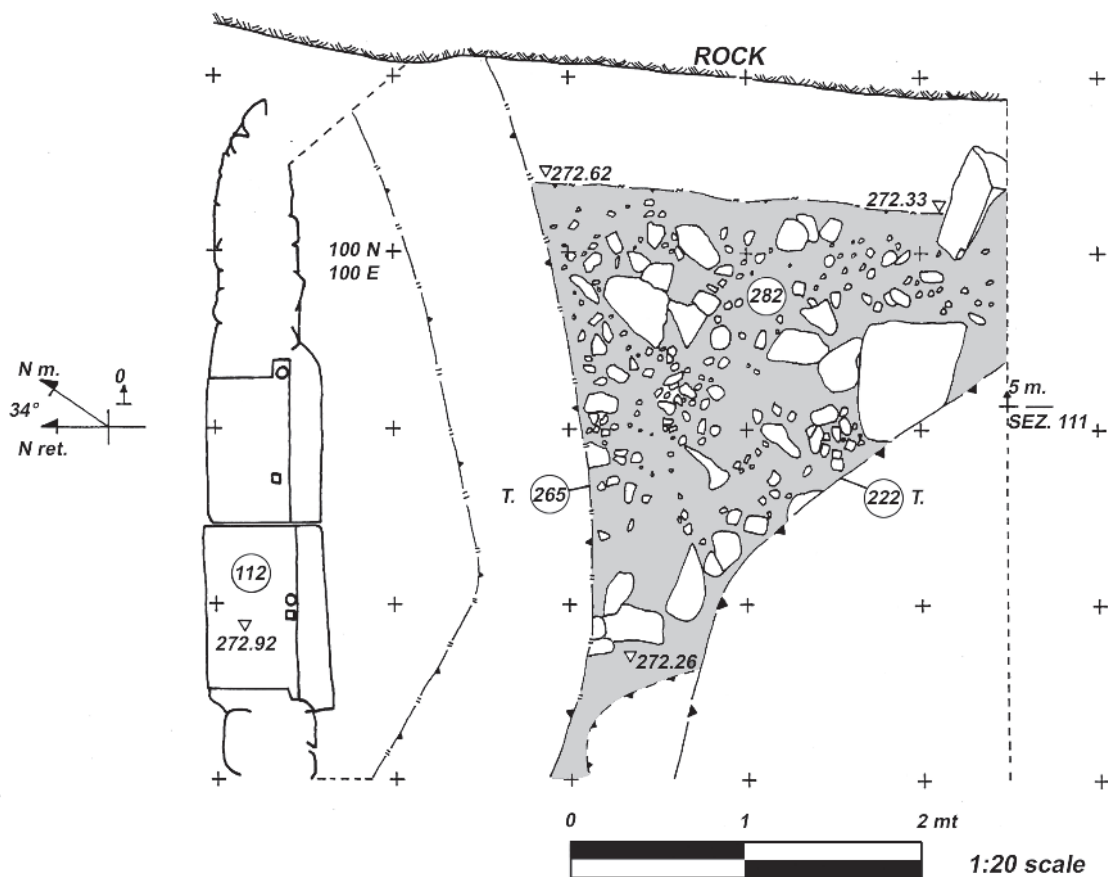 ROCK
272.62
272.33
100 N
100 E
282
N m.
0
34°
N ret.
5 m.
SEZ. 111
T. 265
222 T.
112
272.92
272.26
0 1 2 mt
1:20 scale